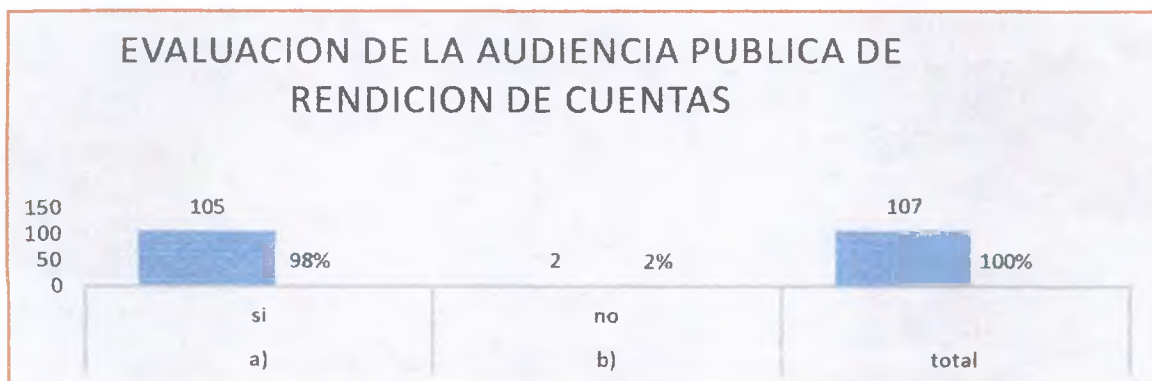 EVALUACION DE LA AUDIENCIA PUBLICA DE
RENDICION DE CUENTAS
150
100
50
0
105
98%
2
2%
107
100%
si
no
a)
b)
total